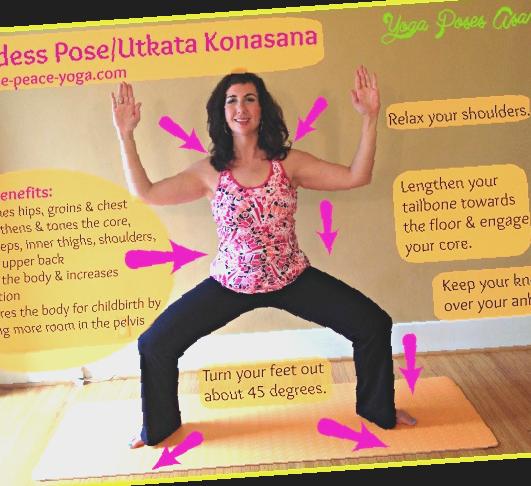 dess Pose/Utkata Konasana
e-peace-yoga.com
Yoga Poses Asa
Relax your shoulders.
Lengthen your
tailbone towards
the floor & engage
your core.
Keep your kn
over your an
enefits:
hes hips, groins & chest
thens & tones the core,
eps, inner thighs, shoulders,
upper back
the body & increases
tion
res the body for childbirth by
ng more room in the pelvis
Turn your feet out
about 45 degrees.